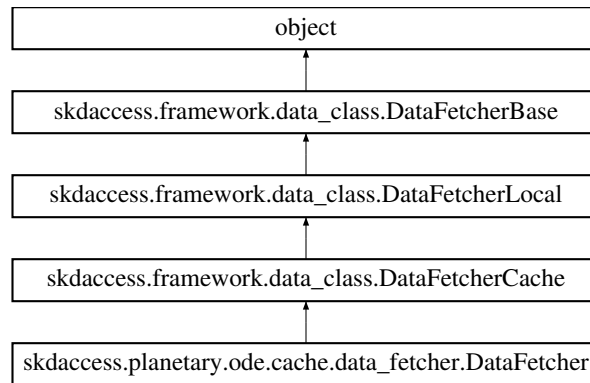 object
skdaccess.framework.data_class.DataFetcherBase
skdaccess.framework.data_class.DataFetcherLocal
skdaccess.framework.data_class.DataFetcherCache
skdaccess.planetary.ode.cache.data_fetcher.DataFetcher